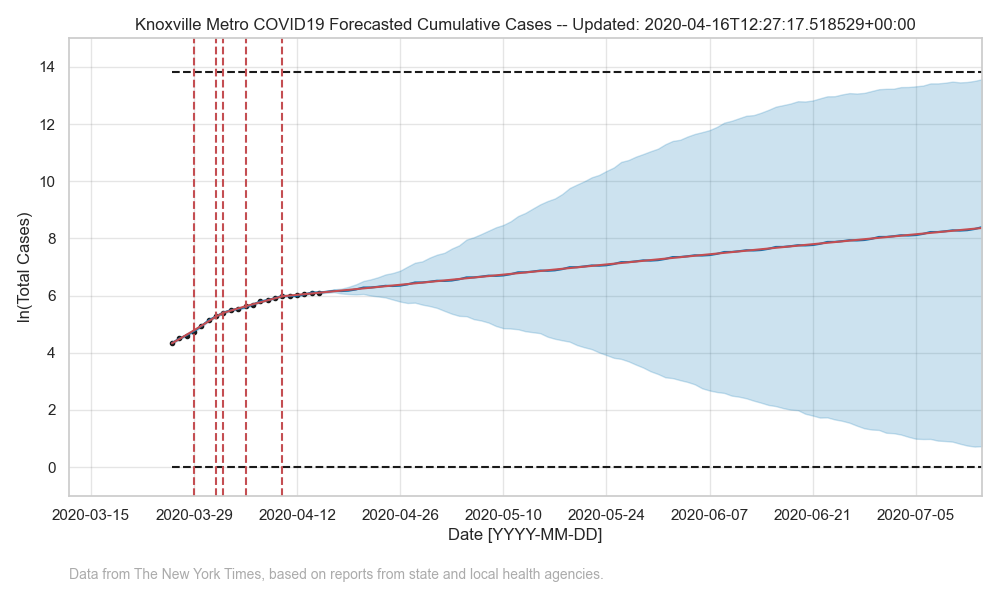 Knoxville Metro COVID19 Forecasted Cumulative Cases -- Updated: 2020-04-16T12:27:17.518529+00:00
14
12
10
8
6
4
2
0
ln(Total Cases)
2020-03-15 2020-03-29 2020-04-12 2020-04-26 2020-05-10 2020-05-24 2020-06-07 2020-06-21 2020-07-05
Date [YYYY-MM-DD]
Data from The New York Times, based on reports from state and local health agencies.